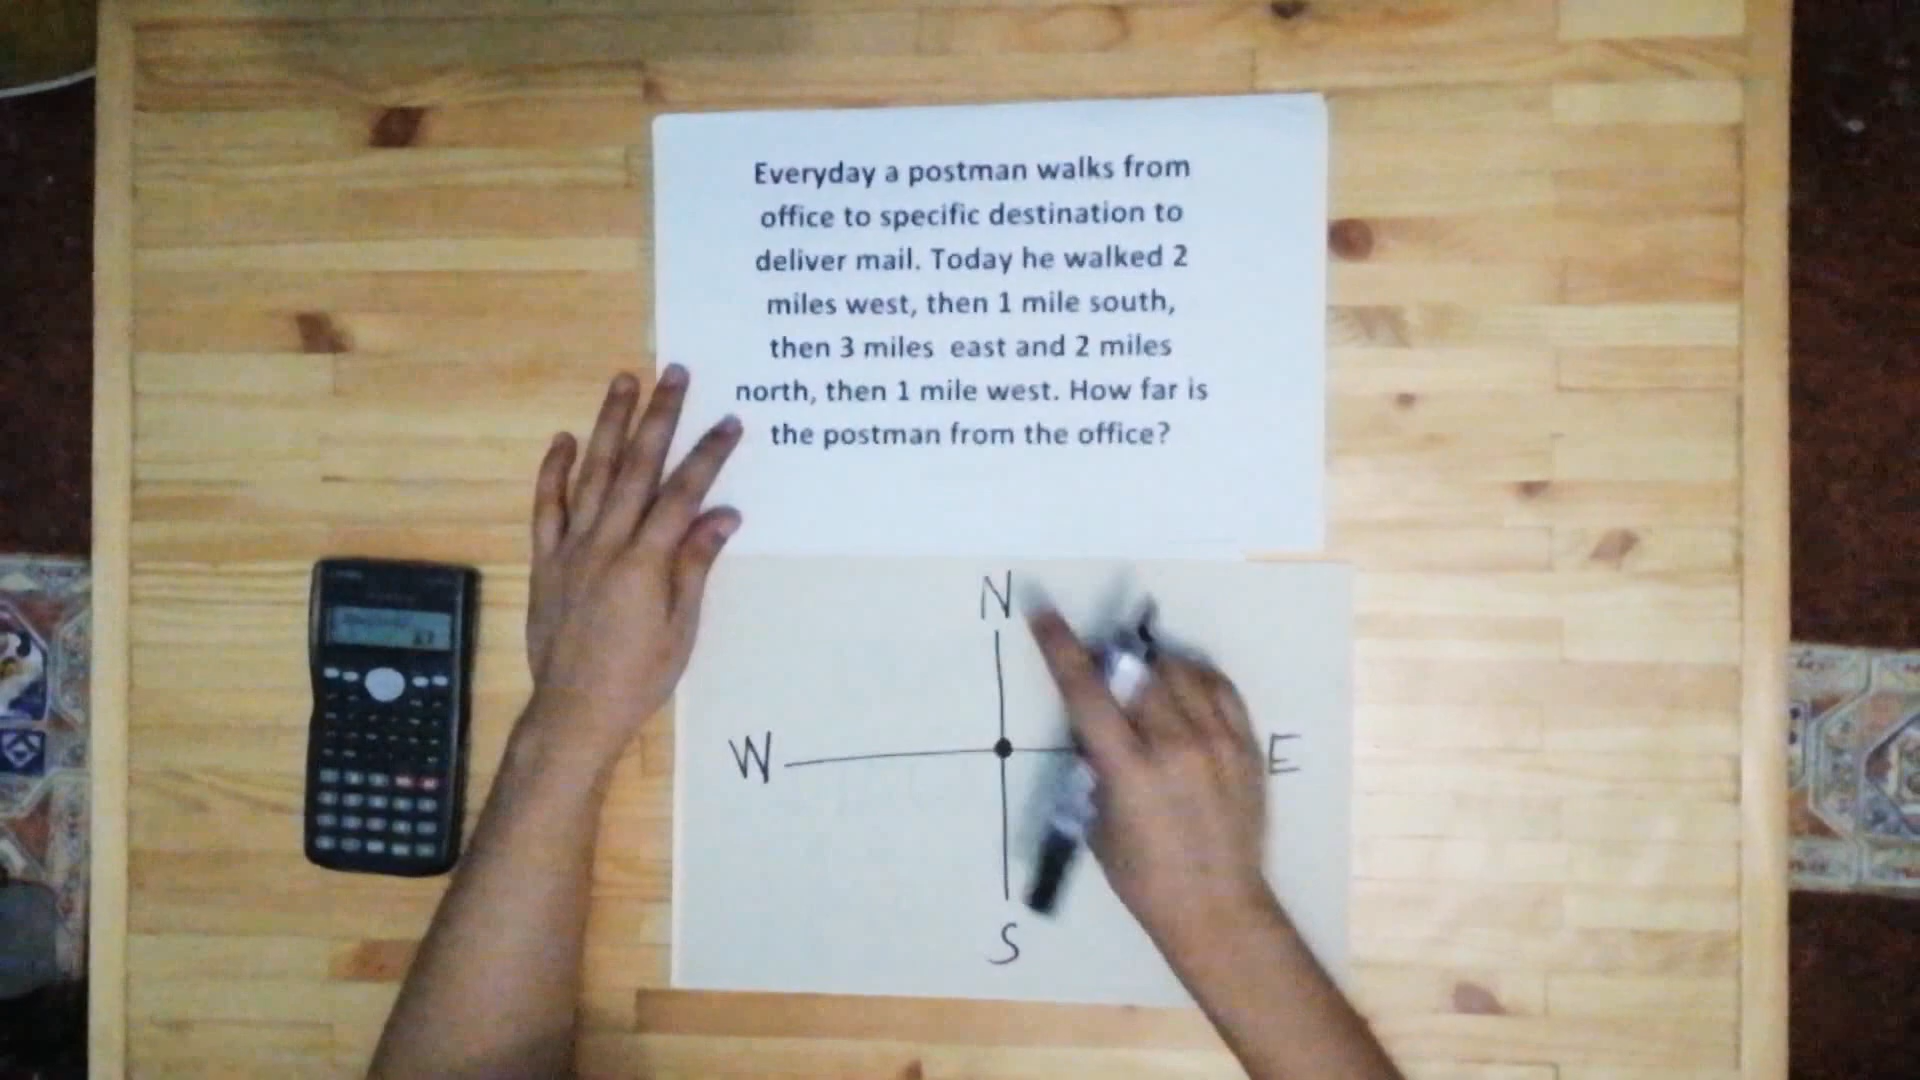 Everyday a postman walks from
office to specific destination to
deliver mail. Today he walked 2
miles west, then 1 mile south,
then 3 miles east and 2 miles
north, then 1 mile west. How far is
the postman from the office?
N
W E
S